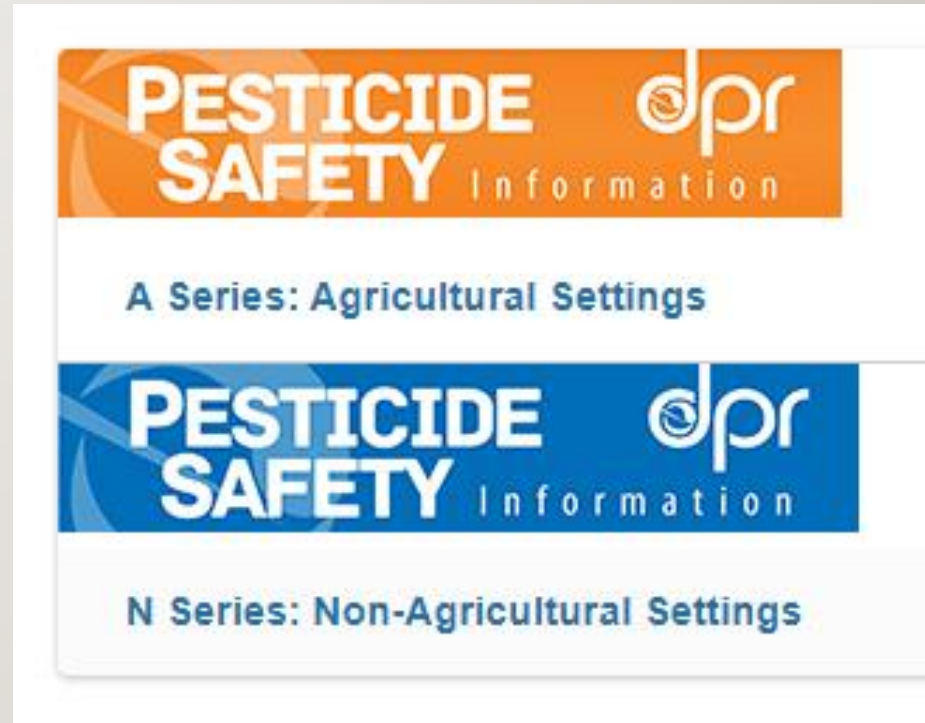 PESTICIDE dpr
SAFETY Information
A Series: Agricultural Settings
PESTICIDE dpr
SAFETY Information
N Series: Non-Agricultural Settings